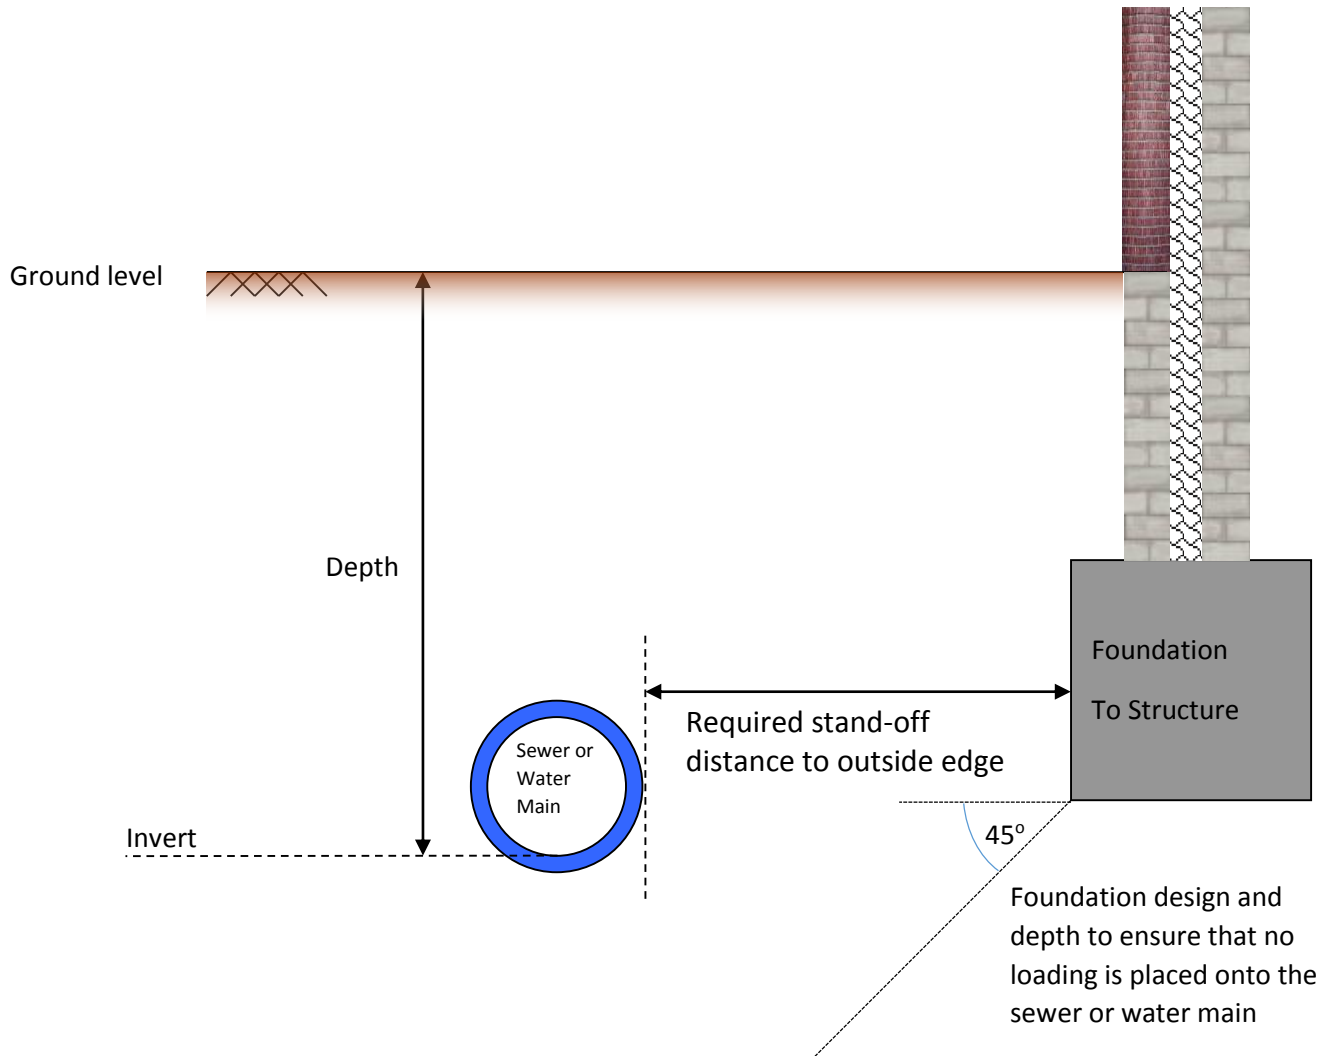 Ground level
Depth
Foundation
To Structure
Required stand-off
distance to outside edge
Sewer or
Water
Main
Invert
45°
Foundation design and
depth to ensure that no
loading is placed onto the
sewer or water main